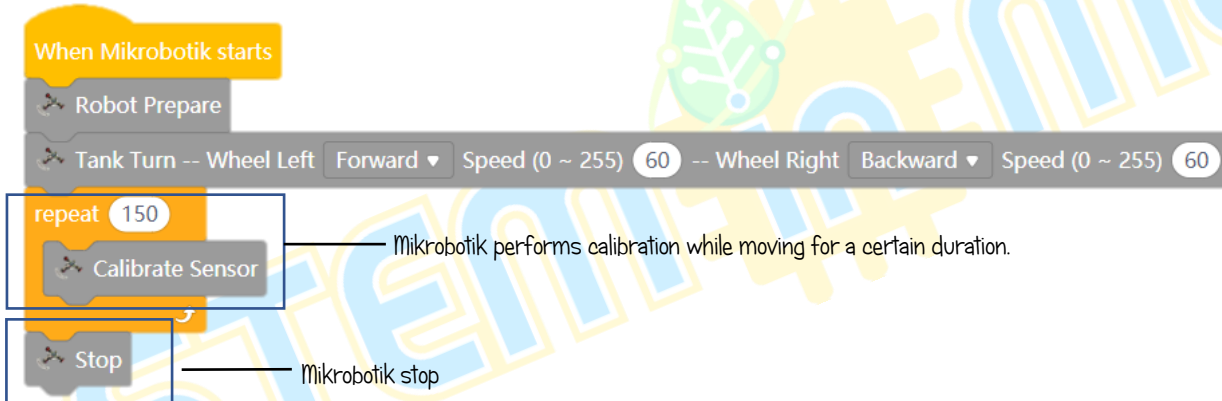 When Mikrobotik starts
Robot Prepare
Tank Turn -- Wheel Left Forward ▾ Speed (0 ~ 255) 60 -- Wheel Right Backward ▾ Speed (0 ~ 255) 60
repeat 150
Mikrobotik performs calibration while moving for a certain duration.
Calibrate Sensor
Stop
Mikrobotik stop